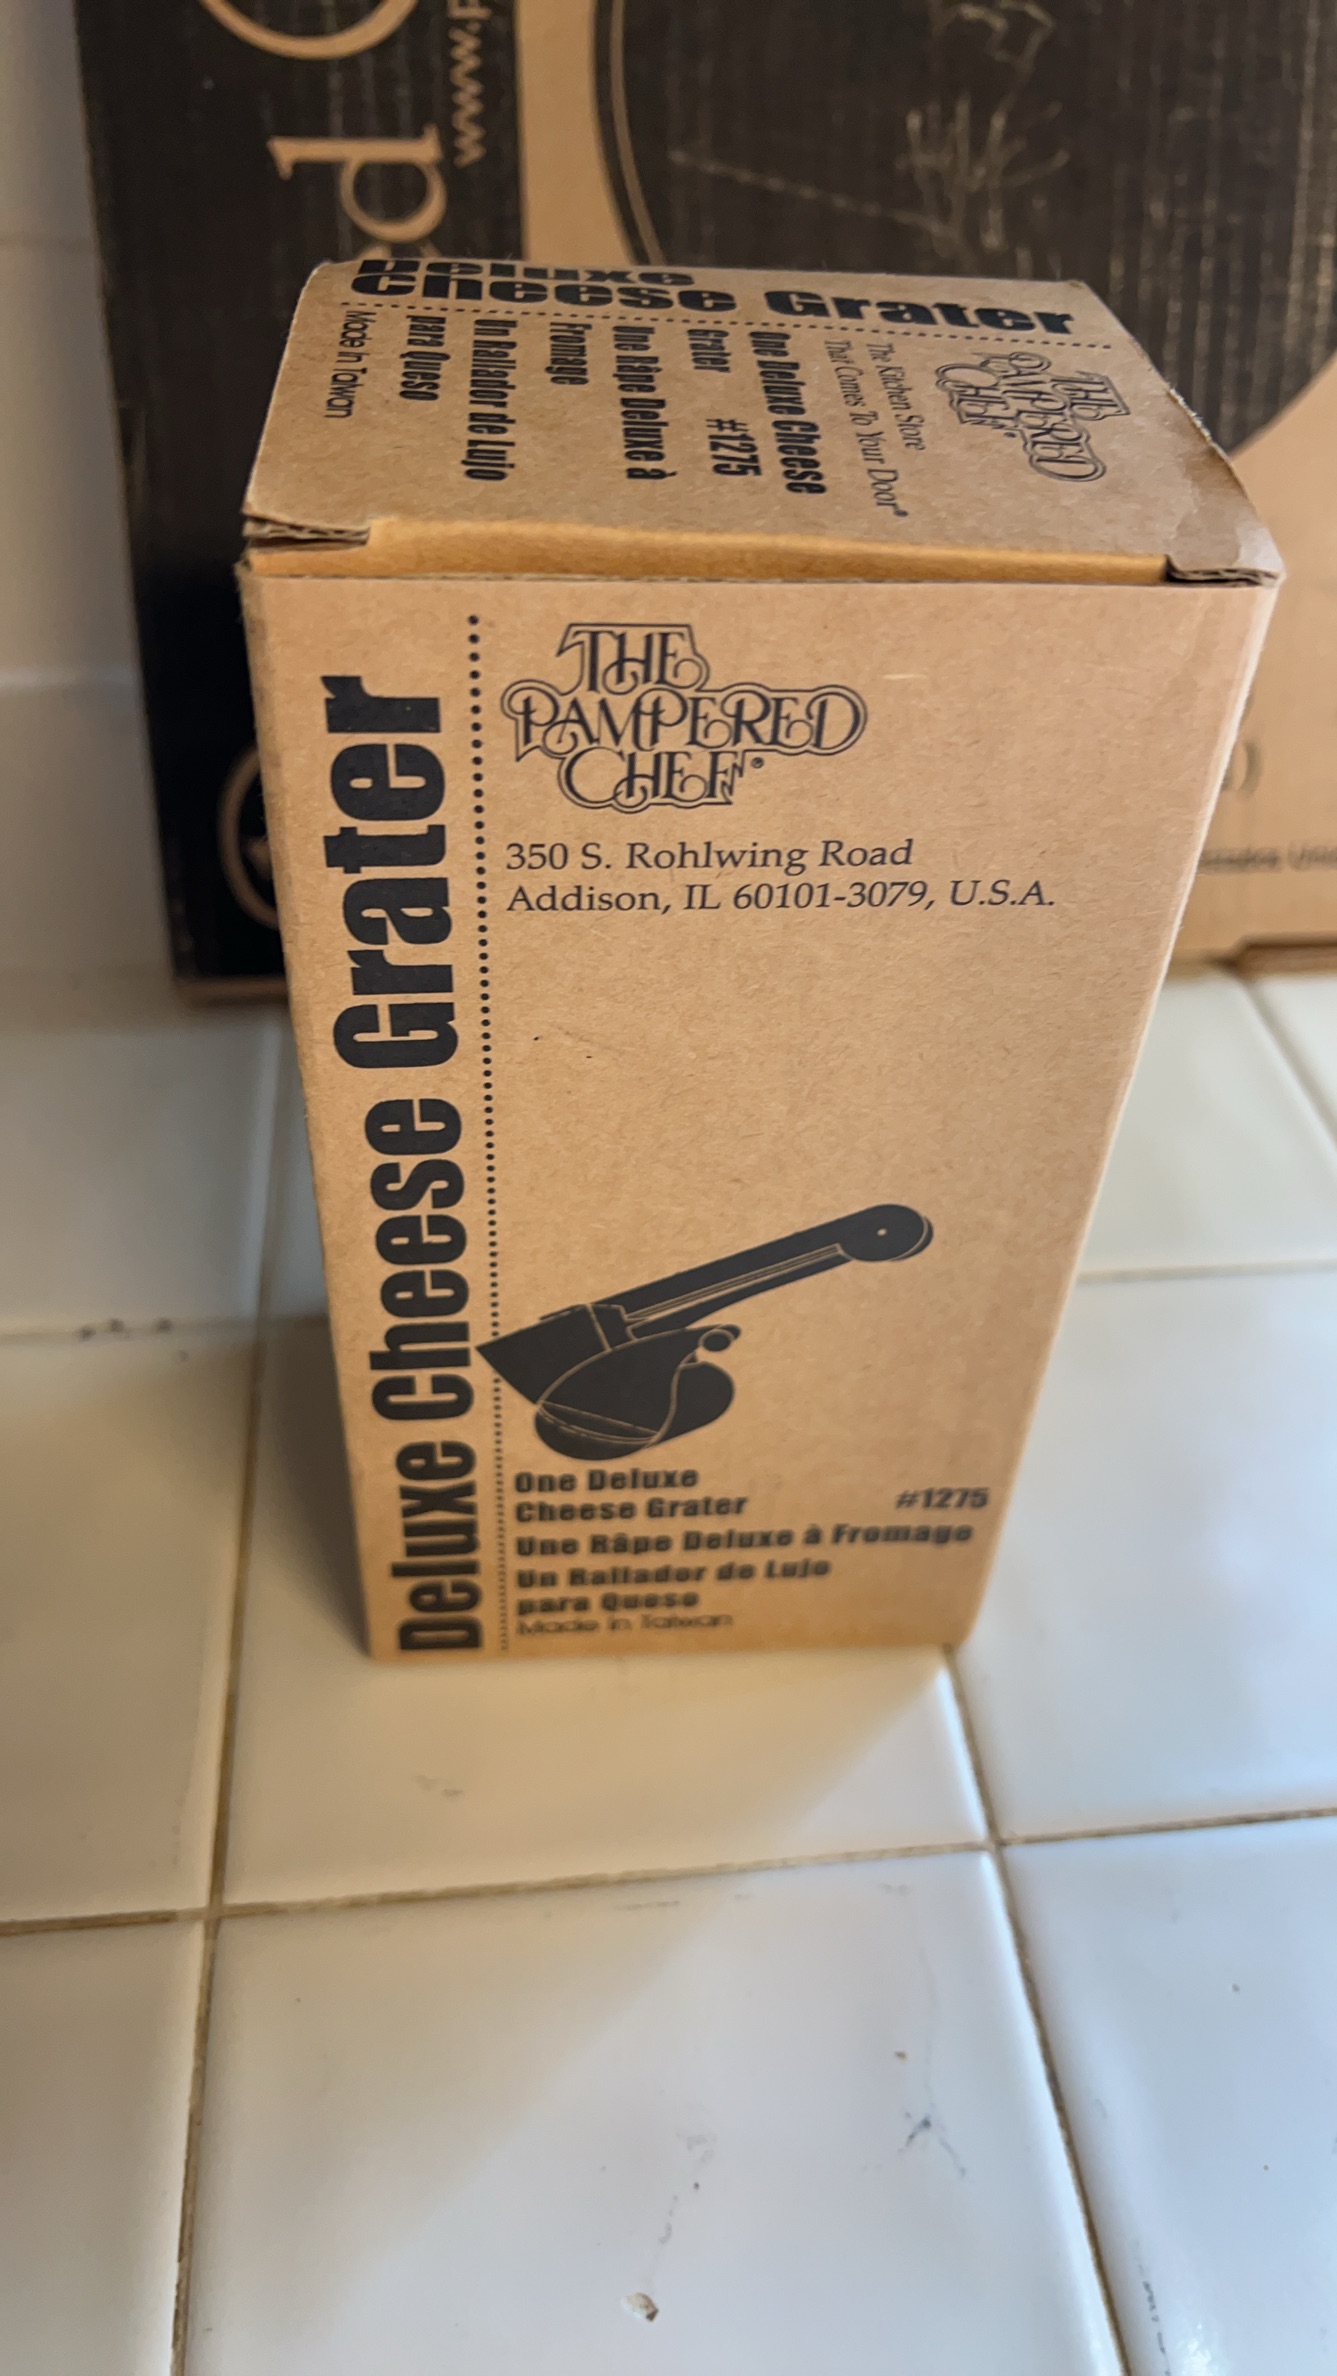 www.
Deluxe
Cheese Grater
THE
PAMPERED
CHEF®
The Kitchen Store
That Comes To Your Door®
One Deluxe Cheese
Grater #1275
Une Râpe Deluxe à
Fromage
Un Rallador de Lujo
para Queso
Made in Taiwan
Deluxe Cheese Grater
THE
PAMPERED
CHEF®
350 S. Rohlwing Road
Addison, IL 60101-3079, U.S.A.
One Deluxe
Cheese Grater #1275
Une Râpe Deluxe à Fromage
Un Rallador de Lujo
para Queso
Made in Taiwan